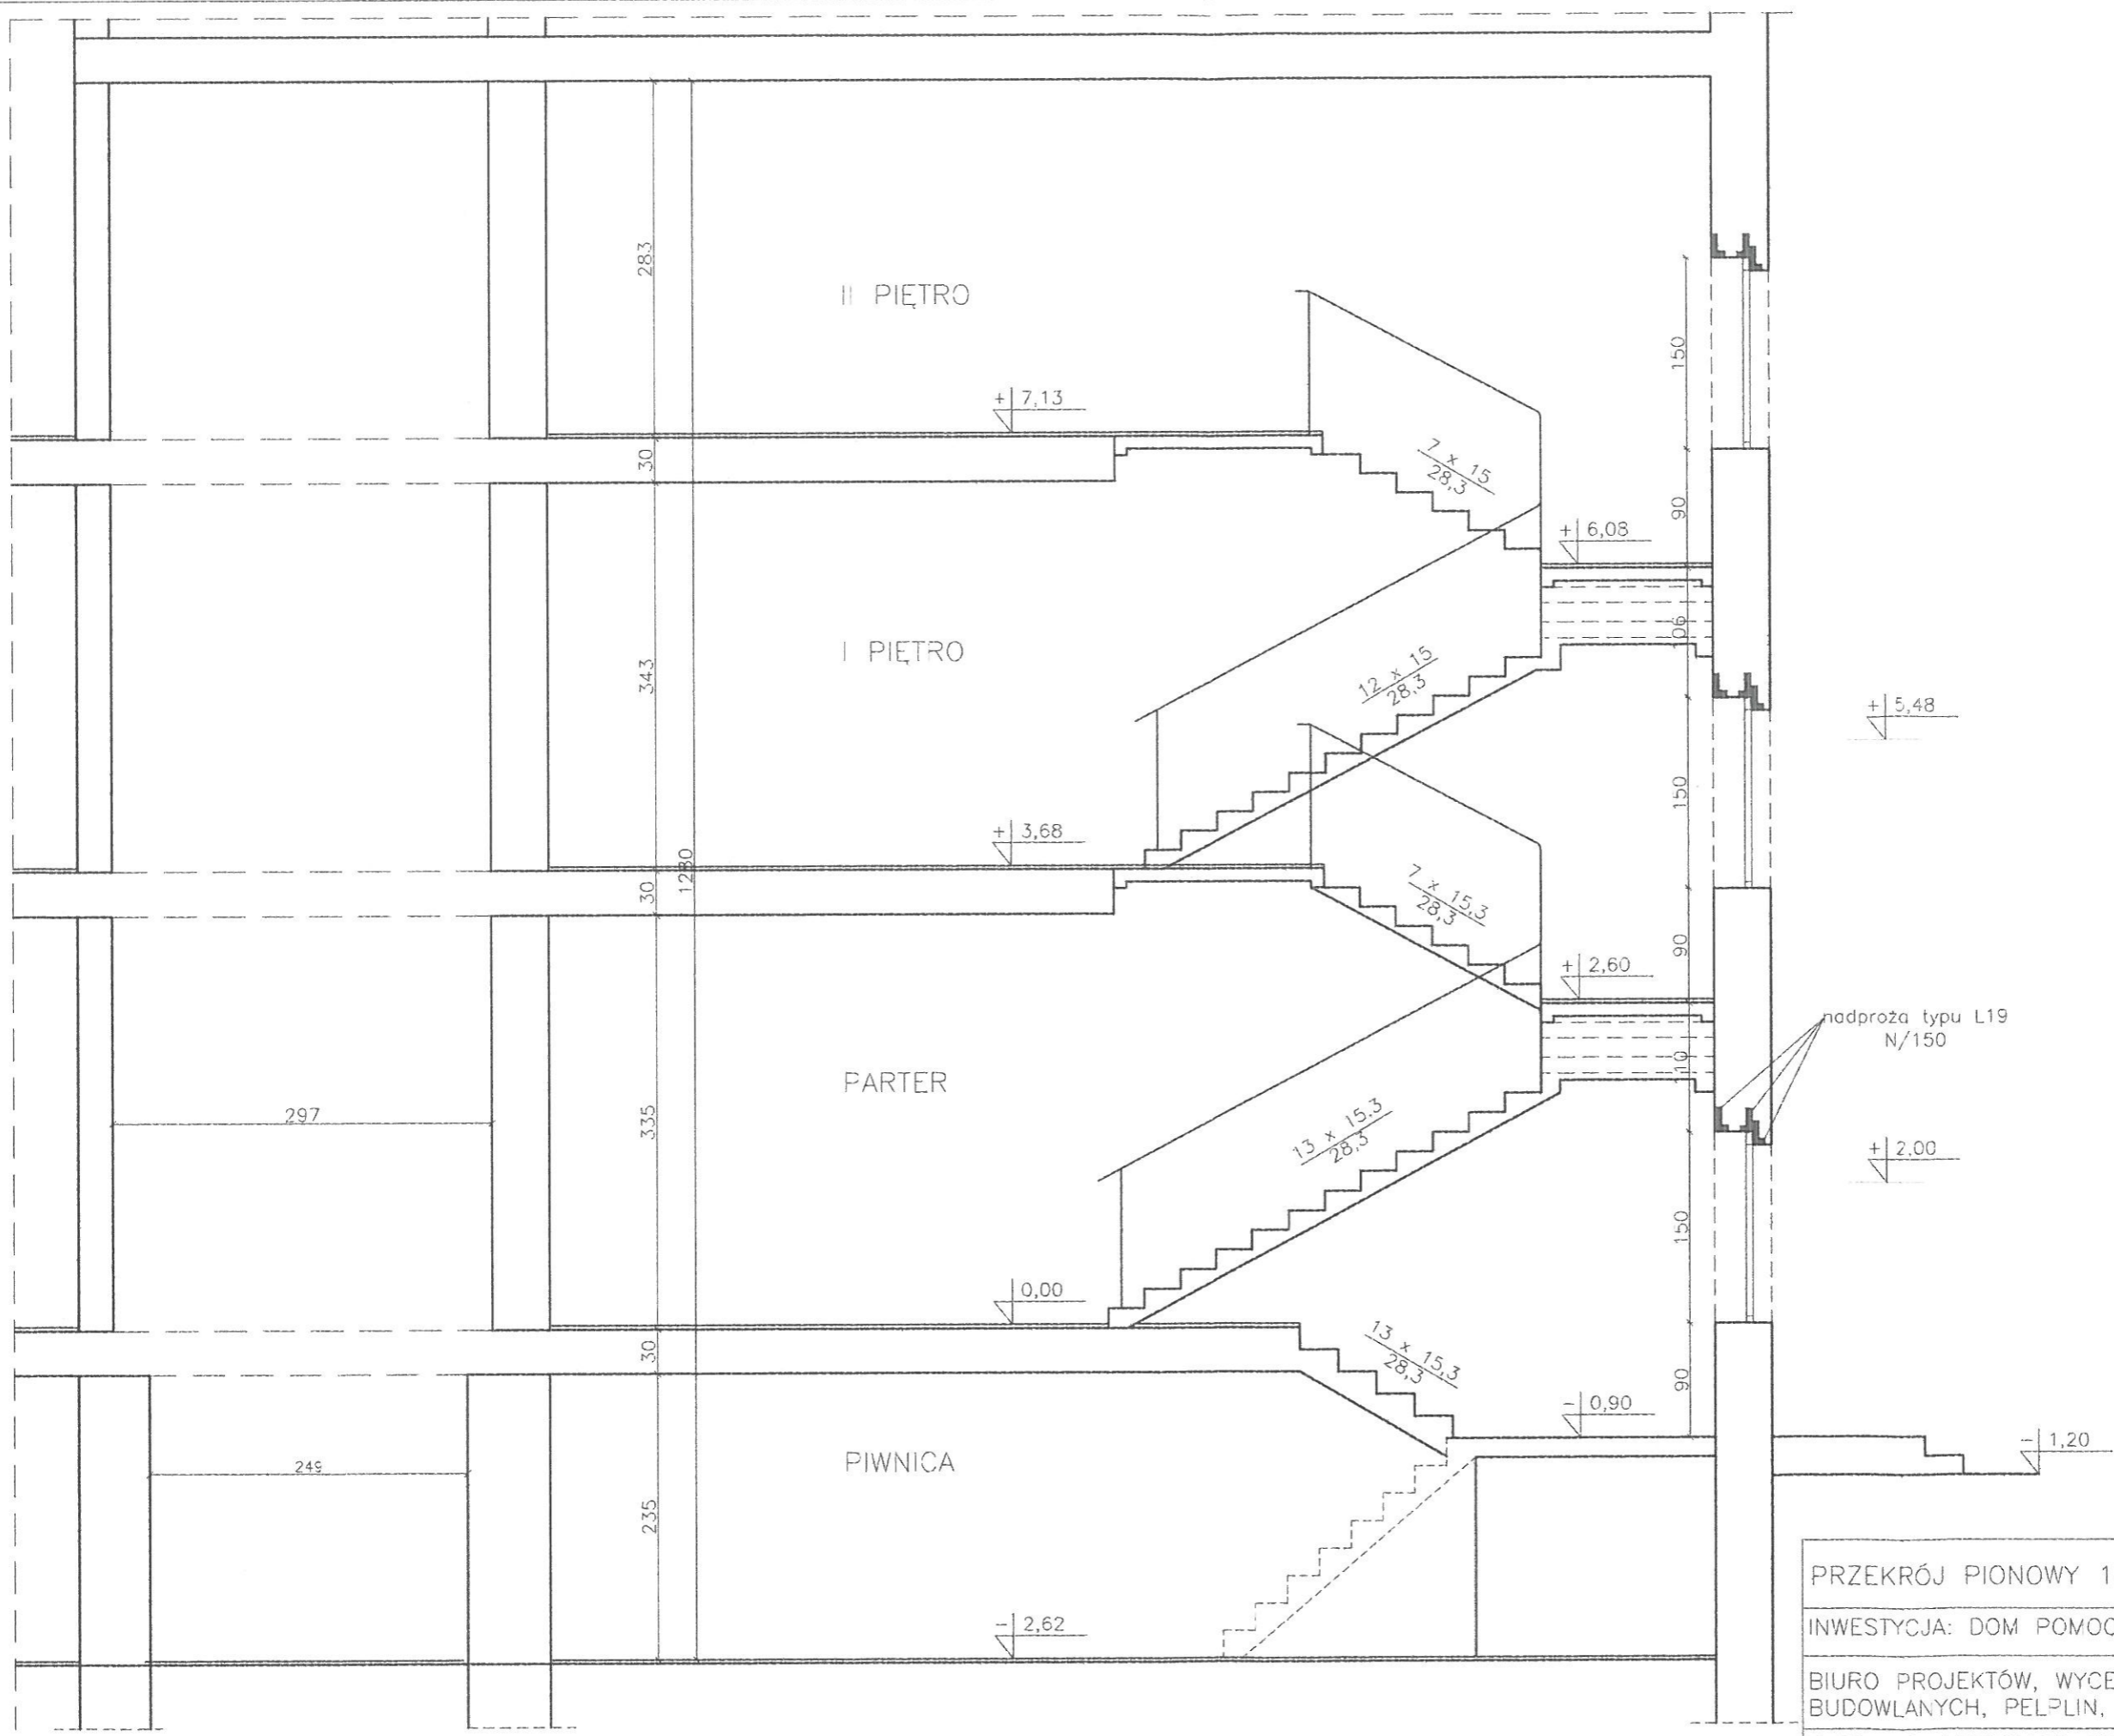 283
II PIĘTRO
150
+ 7,13
30
7 x 15
28,3
90
+ 6,08
106
I PIĘTRO
343
12 x 15
28,3
+ 5,48
150
+ 3,68
30
1280
7 x 15,3
28,3
90
+ 2,60
nadproża typu L19
N/150
110
PARTER
297
335
13 x 15.3
28,3
+ 2,00
150
0,00
30
13 x 15,3
28,3
90
- 0,90
- 1,20
PIWNICA
249
235
- 2,62
PRZEKRÓJ PIONOWY 1
INWESTYCJA: DOM POMOC
BIURO PROJEKTÓW, WYCE
BUDOWLANYCH, PELPLIN,